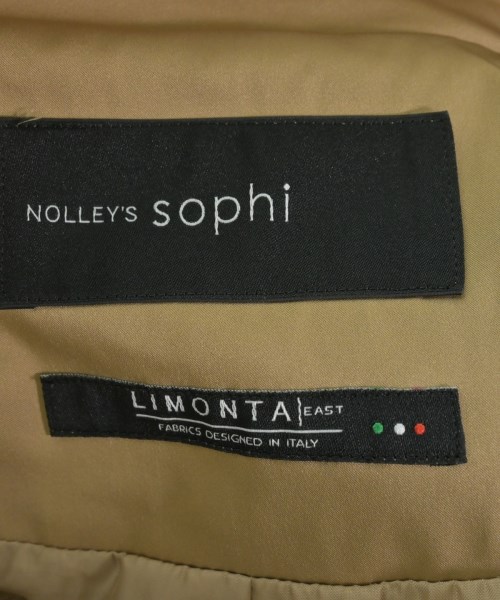 NOLLEY'S sophi
LIMONTA|EAST
FABRICS DESIGNED IN ITALY